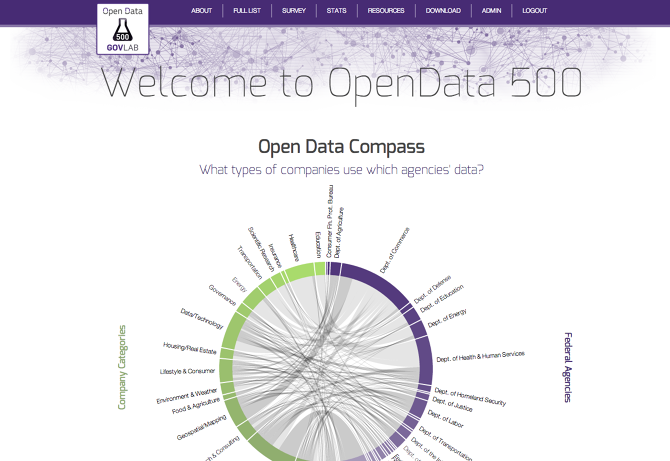 Open Data
500
GOVLAB
ABOUT
FULL LIST
SURVEY
STATS
RESOURCES
DOWNLOAD
ADMIN
LOGOUT
Welcome to OpenData 500
Open Data Compass
What types of companies use which agencies' data?
Company Categories
Education
Healthcare
Insurance
Scientific Research
Transportation
Energy
Governance
Data/Technology
Housing/Real Estate
Lifestyle & Consumer
Environment & Weather
Food & Agriculture
Geospatial/Mapping
& Consulting
Federal Agencies
Consumer Fin. Prot. Bureau
Dept. of Agriculture
Dept. of Commerce
Dept. of Defense
Dept. of Education
Dept. of Energy
Dept. of Health & Human Services
Dept. of Homeland Security
Dept. of Justice
Dept. of Labor
Dept. of Transportation
Dept. of the